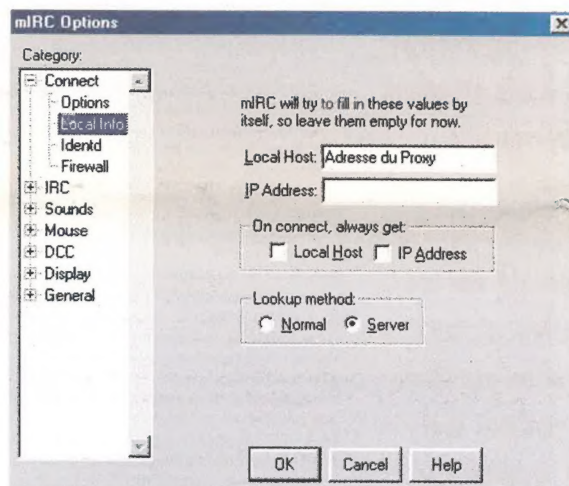 mIRC Options
Category:
Connect
Options
Local Info
Identd
Firewall
IRC
Sounds
Mouse
DCC
Display
General
mIRC will try to fill in these values by
itself, so leave them empty for now.
Local Host: Adresse du Proxy
IP Address:
On connect, always get:
Local Host IP Address
Lookup method:
Normal Server
OK Cancel Help